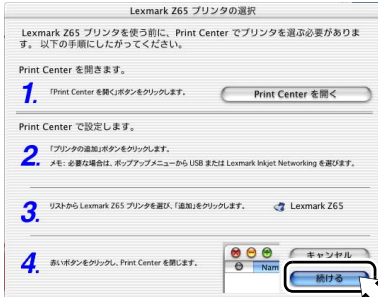 Lexmark Z65 プリンタの選択
Lexmark Z65 プリンタを使う前に、Print Center でプリンタを選ぶ必要がありま
す。 以下の手順にしたがってください。
Print Center を開きます。
1. 「Print Center を開く」ボタンをクリックします。 Print Center を開く
Print Center で設定します。
2. 「プリンタの追加」ボタンをクリックします。
メモ: 必要な場合は、ポップアップメニューから USB または Lexmark Inkjet Networking を選びます。
3. リストから Lexmark Z65 プリンタを選び、「追加」をクリックします。 Lexmark Z65
4. 赤いボタンをクリックし、Print Center を閉じます。
Nam
キャンセル
続ける